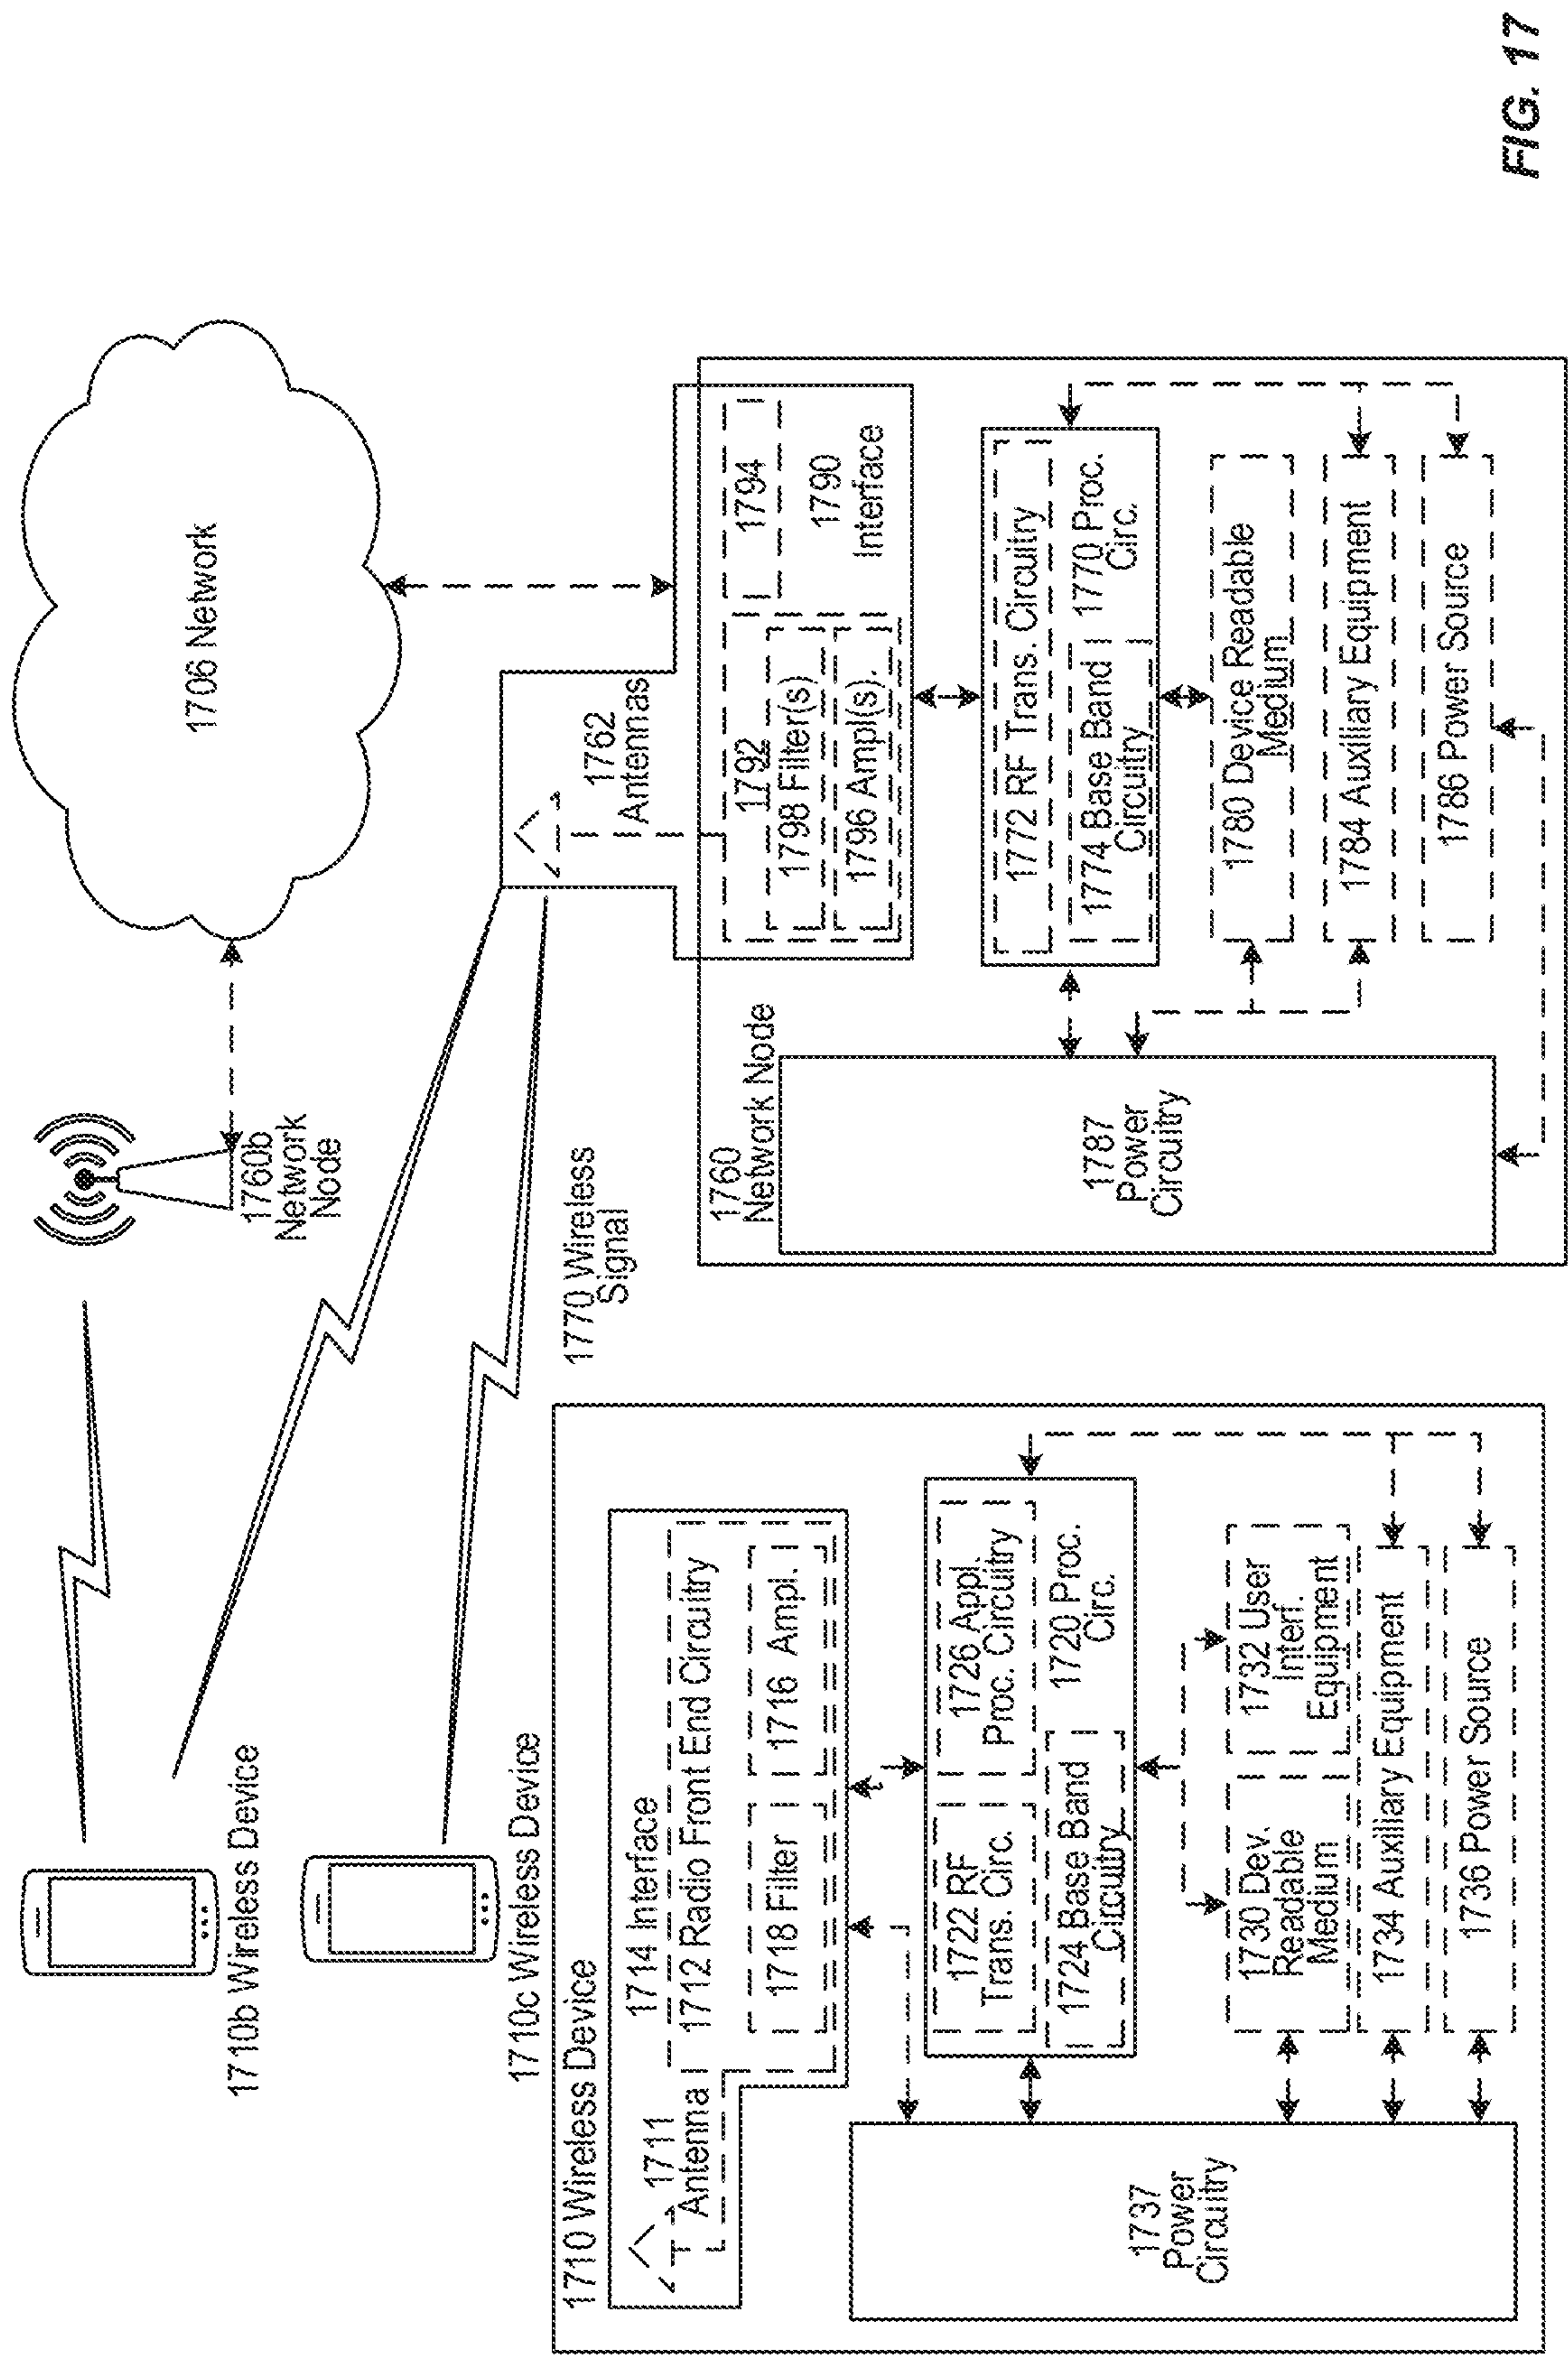 1710b Wireless Device
1710c Wireless Device
1760b
Network
Node
1706 Network
1770 Wireless
Signal
1710 Wireless Device
1711
Antenna
1714 Interface
1712 Radio Front End Circuitry
1718 Filter
1716 Ampl.
1722 RF
Trans. Circ.
1726 Appl.
Proc. Circuitry
1724 Base Band
Circuitry
1720 Proc.
Circ.
1737
Power
Circuitry
1730 Dev.
Readable
Medium
1732 User
Interf.
Equipment
1734 Auxiliary Equipment
1736 Power Source
1760
Network Node
1762
Antennas
1792
1798 Filter(s)
1796 Ampl(s).
1794
1790
Interface
1772 RF Trans. Circuitry
1774 Base Band
Circuitry
1770 Proc.
Circ.
1787
Power
Circuitry
1780 Device Readable
Medium
1784 Auxiliary Equipment
1786 Power Source
FIG. 17